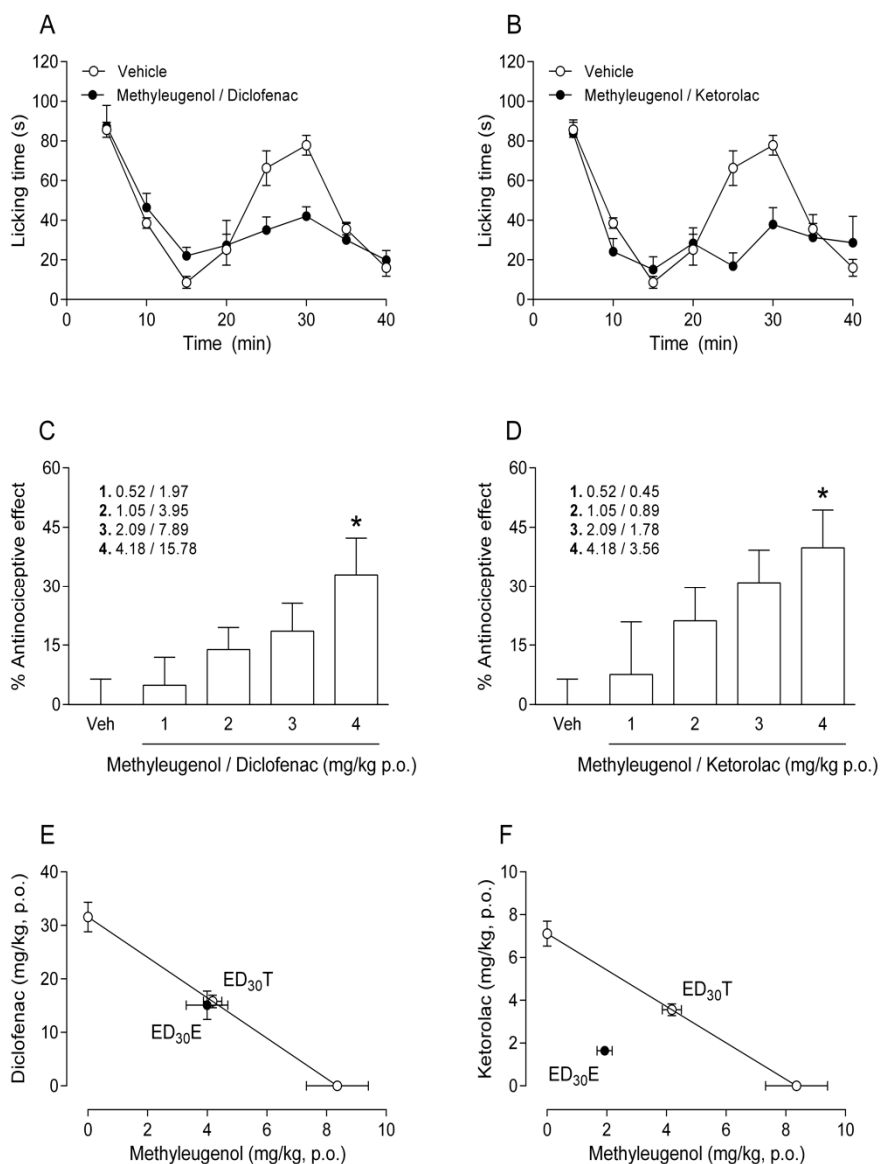 A
120
100
80
60
40
20
0
Licking time (s)
Vehicle
Methyleugenol / Diclofenac
0
10
20
30
40
Time (min)
B
120
100
80
60
40
20
0
Licking time (s)
Vehicle
Methyleugenol / Ketorolac
0
10
20
30
40
Time (min)
C
60
45
30
15
0
% Antinociceptive effect
1. 0.52 / 1.97
2. 1.05 / 3.95
3. 2.09 / 7.89
4. 4.18 / 15.78
*
Veh
1
2
3
4
Methyleugenol / Diclofenac (mg/kg p.o.)
D
60
45
30
15
0
% Antinociceptive effect
1. 0.52 / 0.45
2. 1.05 / 0.89
3. 2.09 / 1.78
4. 4.18 / 3.56
*
Veh
1
2
3
4
Methyleugenol / Ketorolac (mg/kg p.o.)
E
40
30
20
10
0
Diclofenac (mg/kg, p.o.)
ED30T
ED30E
0
2
4
6
8
10
Methyleugenol (mg/kg, p.o.)
F
10
8
6
4
2
0
Ketorolac (mg/kg, p.o.)
ED30T
ED30E
0
2
4
6
8
10
Methyleugenol (mg/kg, p.o.)